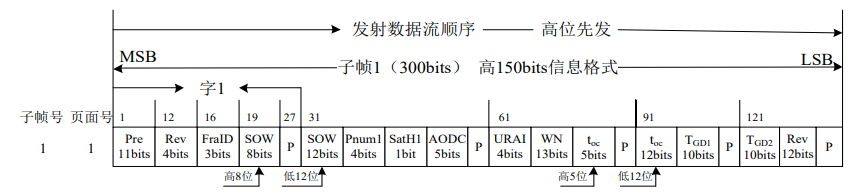 发射数据流顺序 高位先发
MSB LSB
子帧1（300bits） 高150bits信息格式
字1
子帧号 页面号 1 12 16 19 27 31 61 91 121
1 1 Pre 11bits Rev 4bits FraID 3bits SOW 8bits P SOW 12bits Pnum1 4bits SatH1 1bit AODC 5bits P URAI 4bits WN 13bits toc 5bits P toc 12bits TGD1 10bits P TGD2 10bits Rev 12bits P
高8位 低12位 高5位 低12位